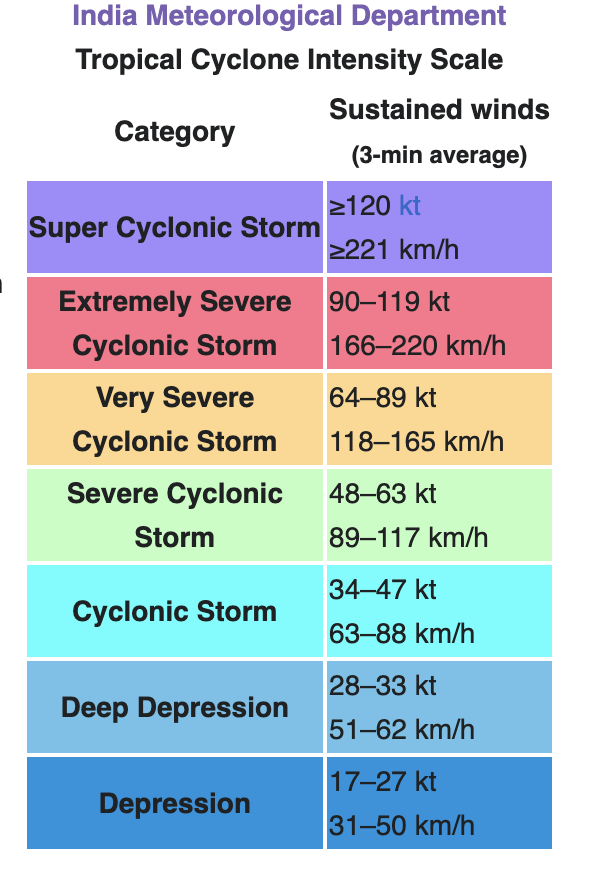 India Meteorological Department
Tropical Cyclone Intensity Scale
Category
Sustained winds
(3-min average)
Super Cyclonic Storm
≥120 kt
≥221 km/h
Extremely Severe
Cyclonic Storm
90–119 kt
166–220 km/h
Very Severe
Cyclonic Storm
64–89 kt
118–165 km/h
Severe Cyclonic
Storm
48–63 kt
89–117 km/h
Cyclonic Storm
34–47 kt
63–88 km/h
Deep Depression
28–33 kt
51–62 km/h
Depression
17–27 kt
31–50 km/h